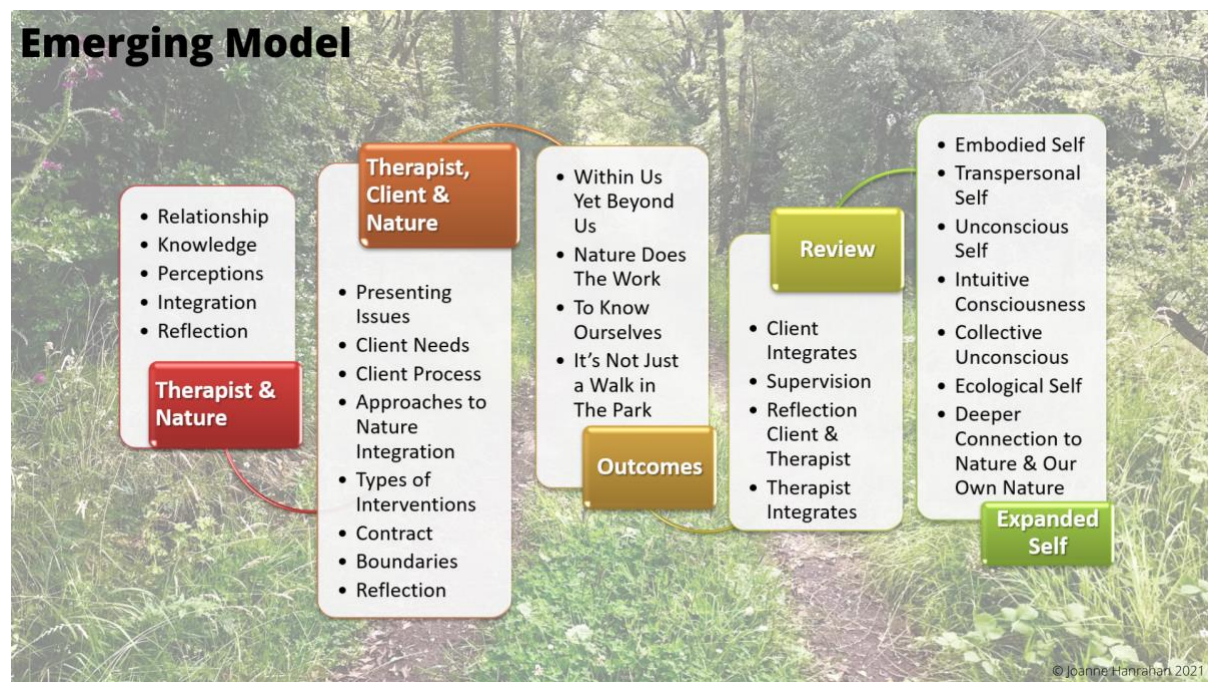 Emerging Model
• Relationship
• Knowledge
• Perceptions
• Integration
• Reflection
Therapist &
Nature
Therapist,
Client &
Nature
• Presenting
Issues
• Client Needs
• Client Process
• Approaches to
Nature
Integration
• Types of
Interventions
• Contract
• Boundaries
• Reflection
• Within Us
Yet Beyond
Us
• Nature Does
The Work
• To Know
Ourselves
• It's Not Just
a Walk in
The Park
Outcomes
Review
• Client
Integrates
• Supervision
• Reflection
Client &
Therapist
• Therapist
Integrates
• Embodied Self
• Transpersonal
Self
• Unconscious
Self
• Intuitive
Consciousness
• Collective
Unconscious
• Ecological Self
• Deeper
Connection to
Nature & Our
Own Nature
Expanded
Self
© Joanne Hanrahan 2021